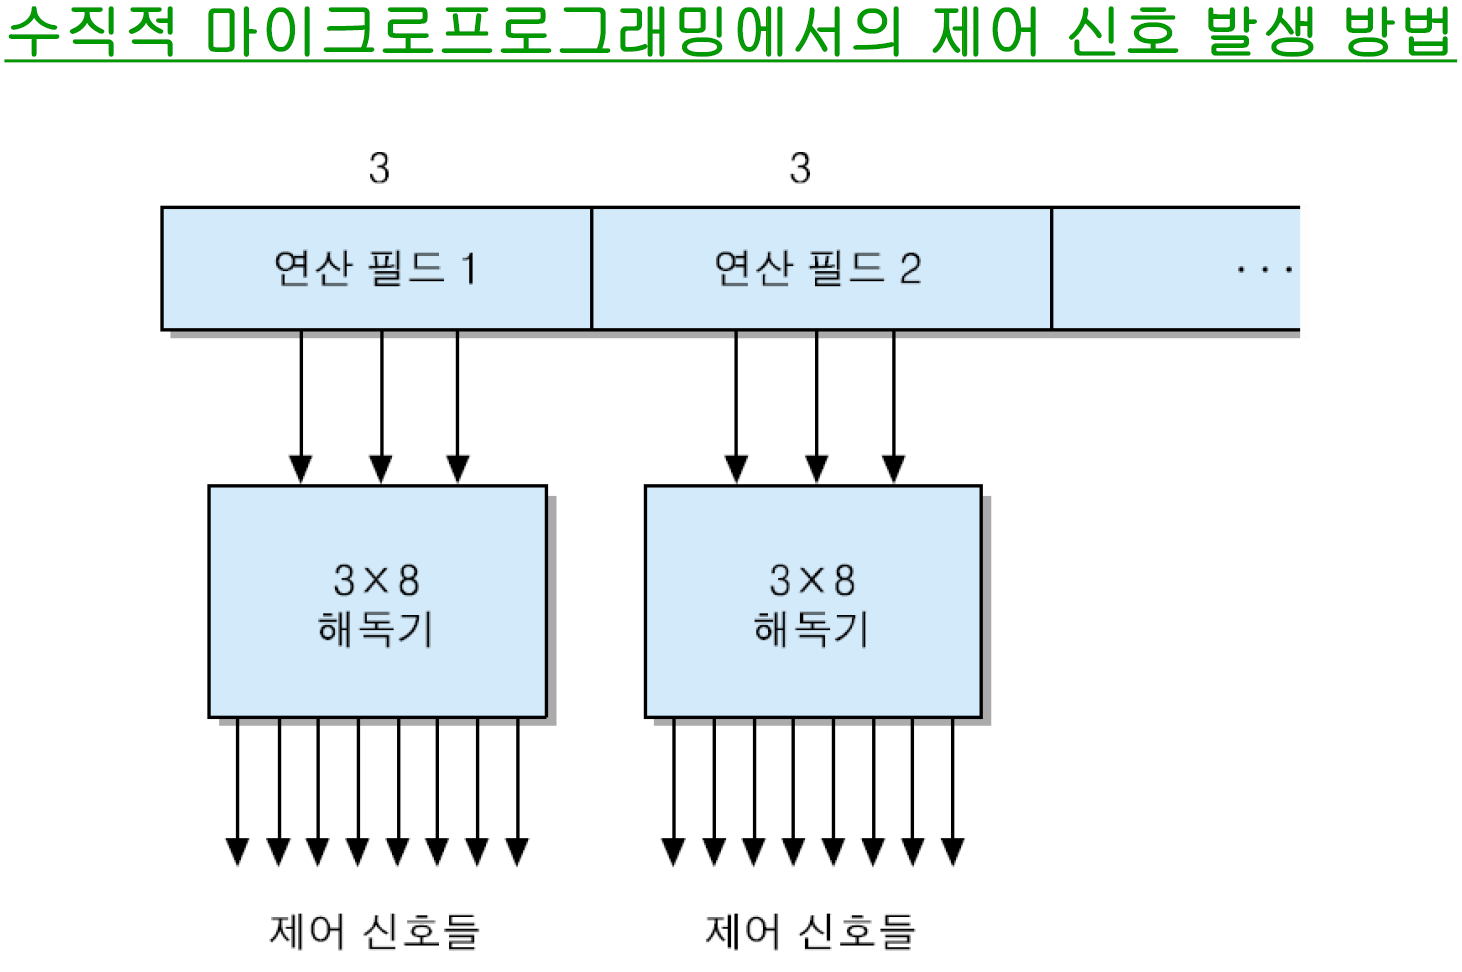 수직적 마이크로프로그래밍에서의 제어 신호 발생 방법
3 3
연산 필드 1 연산 필드 2 ...
3×8 3×8
해독기 해독기
제어 신호들 제어 신호들